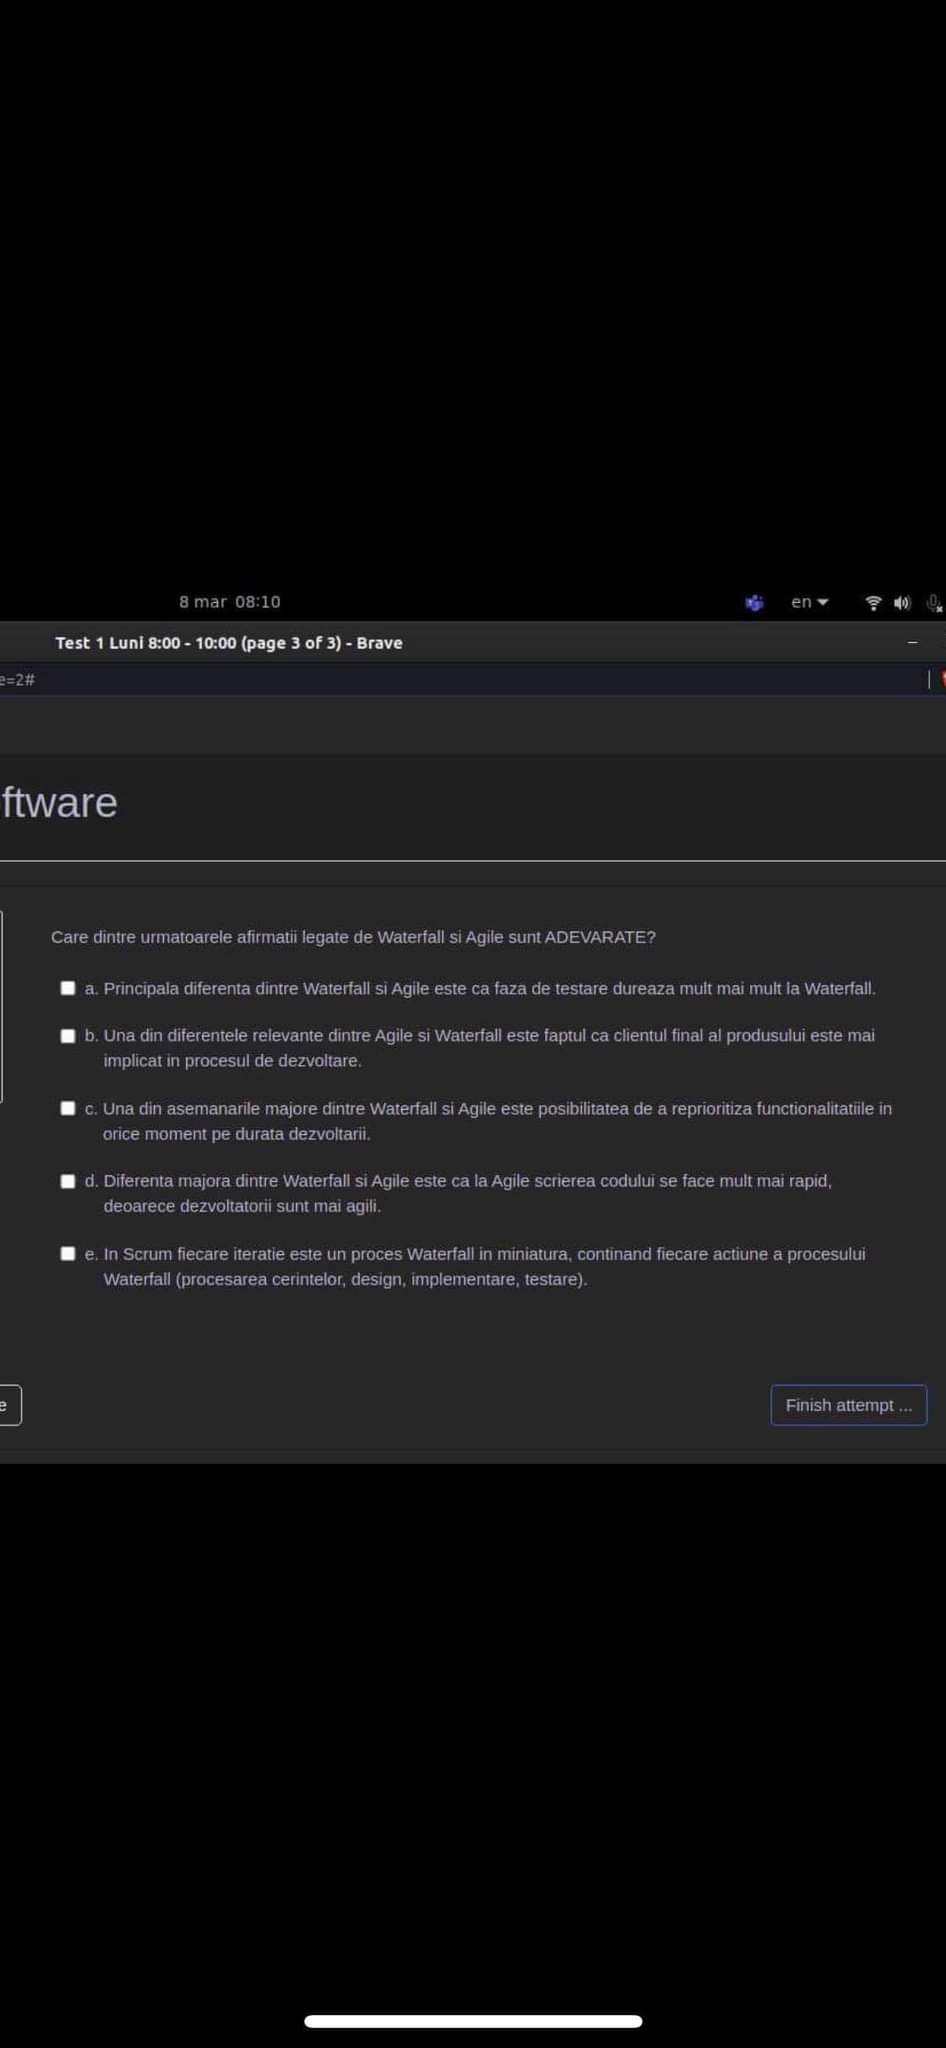 8 mar 08:10
en
Test 1 Luni 8:00 - 10:00 (page 3 of 3) - Brave
e=2#
ftware
Care dintre urmatoarele afirmatii legate de Waterfall si Agile sunt ADEVARATE?
a. Principala diferenta dintre Waterfall si Agile este ca faza de testare dureaza mult mai mult la Waterfall.
b. Una din diferentele relevante dintre Agile si Waterfall este faptul ca clientul final al produsului este mai
implicat in procesul de dezvoltare.
c. Una din asemanarile majore dintre Waterfall si Agile este posibilitatea de a reprioritiza functionalitatiile in
orice moment pe durata dezvoltarii.
d. Diferenta majora dintre Waterfall si Agile este ca la Agile scrierea codului se face mult mai rapid,
deoarece dezvoltatorii sunt mai agili.
e. In Scrum fiecare iteratie este un proces Waterfall in miniatura, continand fiecare actiune a procesului
Waterfall (procesarea cerintelor, design, implementare, testare).
e
Finish attempt ...